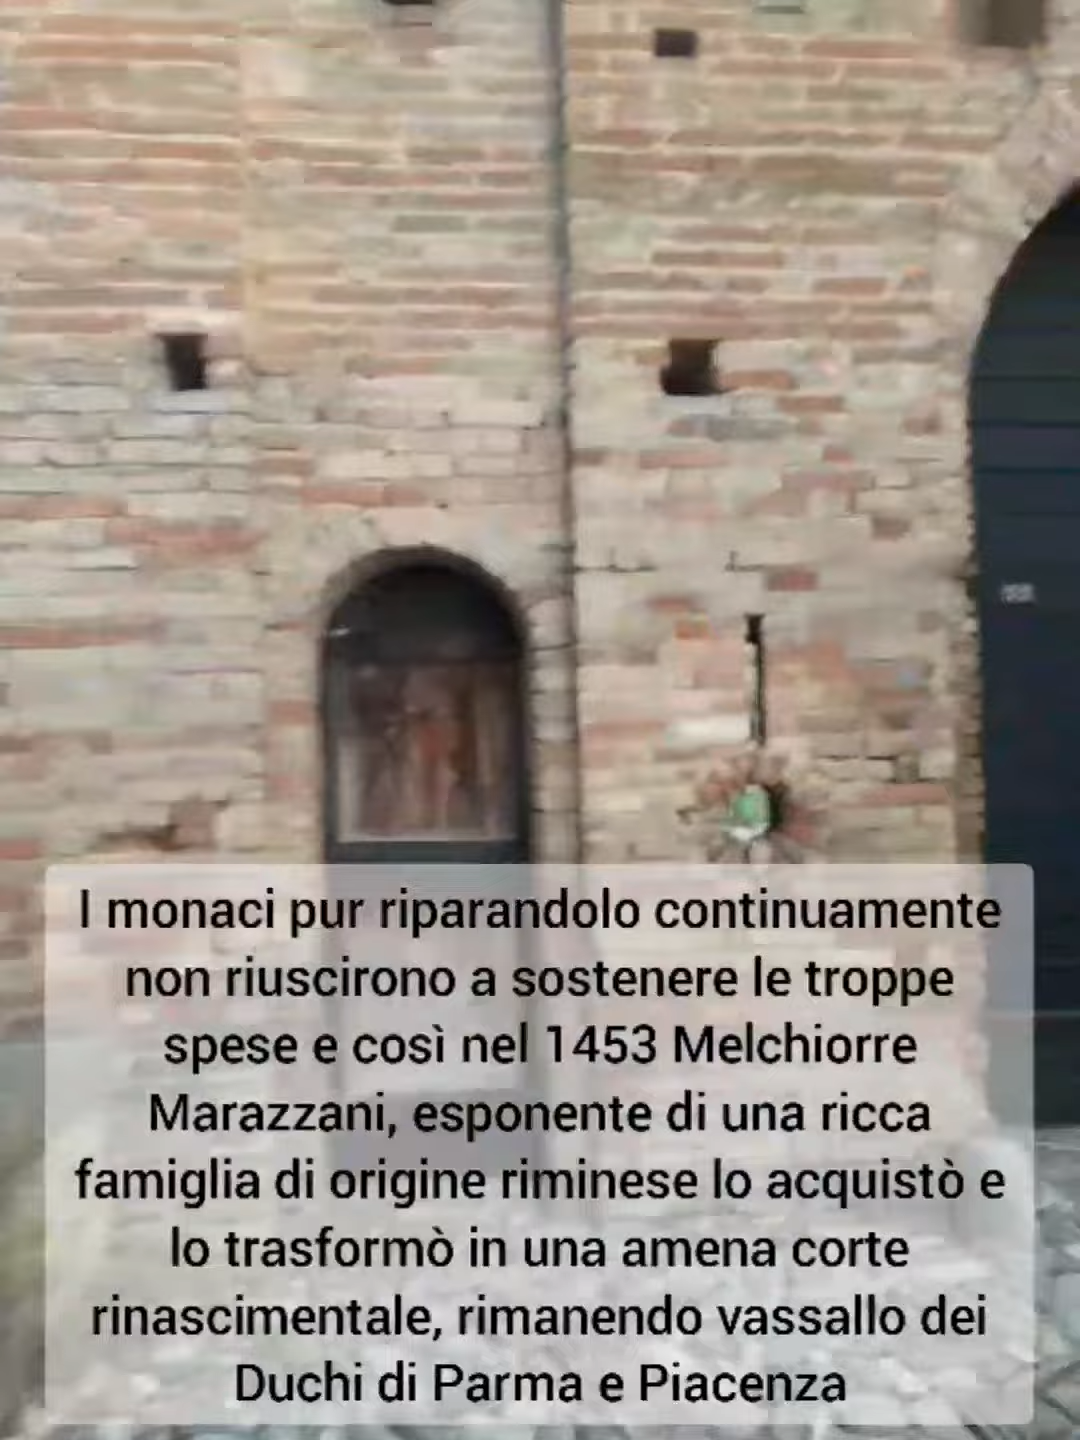 I monaci pur riparandolo continuamente
non riuscirono a sostenere le troppe
spese e così nel 1453 Melchiorre
Marazzani, esponente di una ricca
famiglia di origine riminese lo acquistò e
lo trasformò in una amena corte
rinascimentale, rimanendo vassallo dei
Duchi di Parma e Piacenza